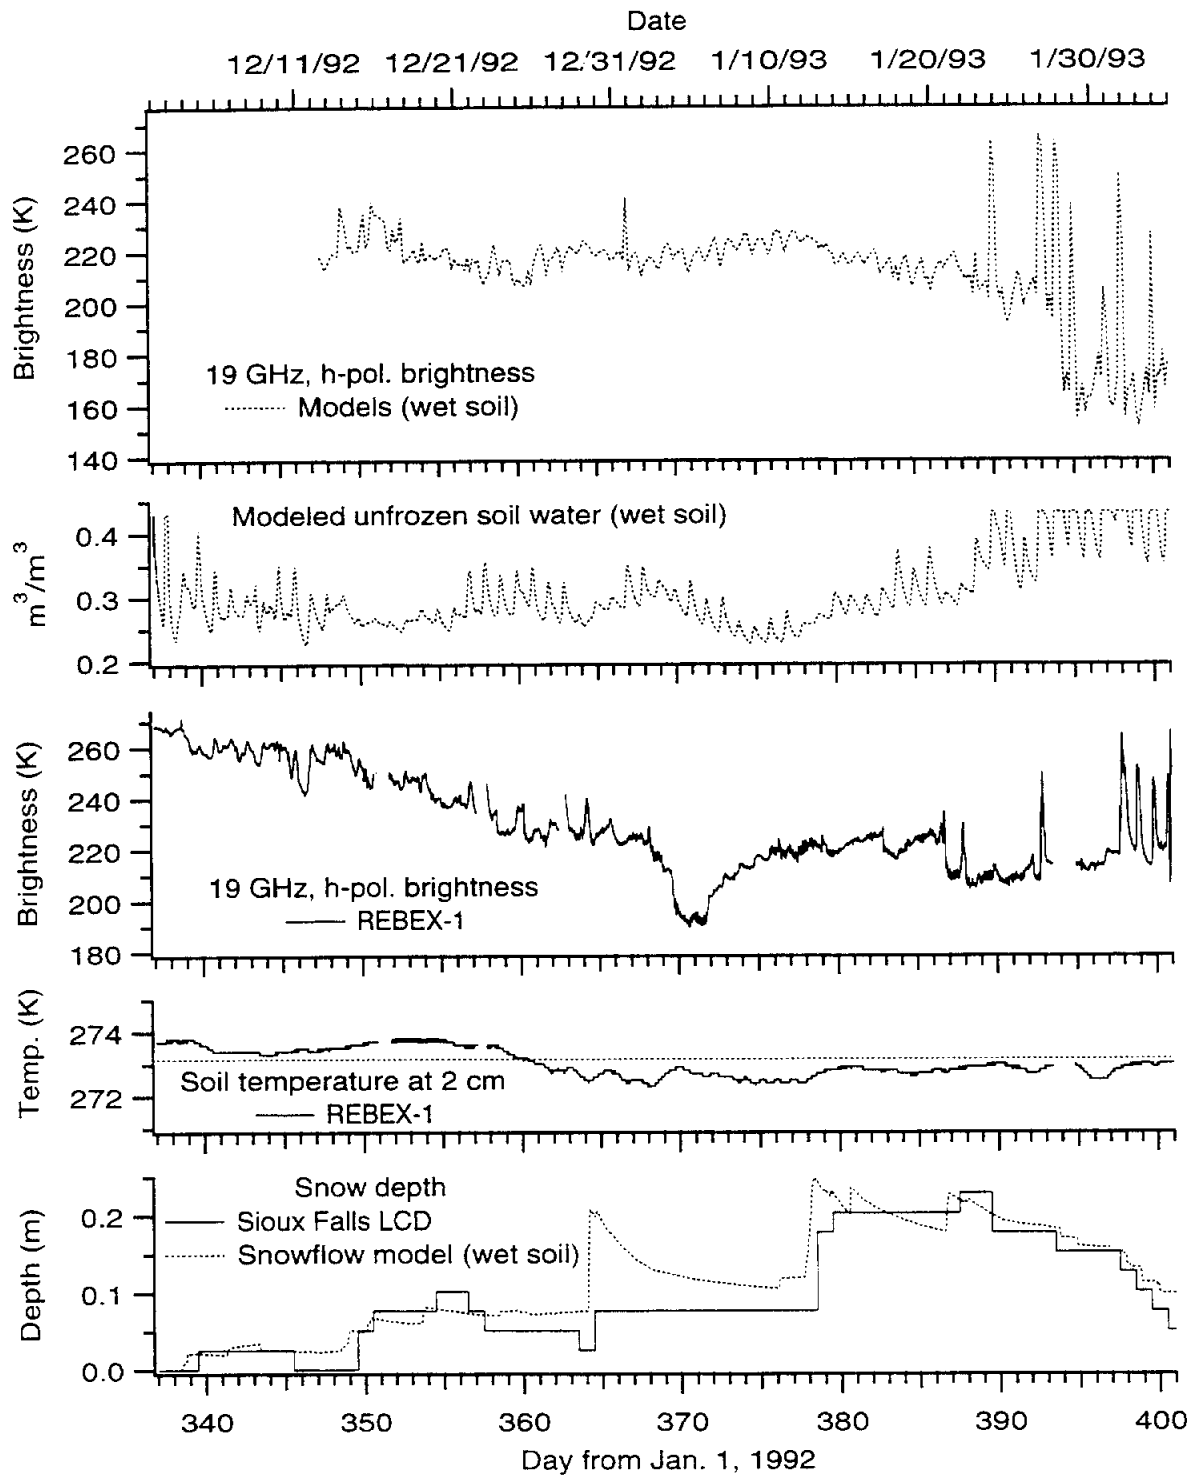 Date
12/11/92 12/21/92 12/31/92 1/10/93 1/20/93 1/30/93
260
240
220
200
180
160
140
Brightness (K)
19 GHz, h-pol. brightness
Models (wet soil)
Modeled unfrozen soil water (wet soil)
0.4
0.3
0.2
m³/m³
260
240
220
200
180
Brightness (K)
19 GHz, h-pol. brightness
REBEX-1
274
272
Temp. (K)
Soil temperature at 2 cm
REBEX-1
Snow depth
Sioux Falls LCD
Snowflow model (wet soil)
0.2
0.1
0.0
Depth (m)
340 350 360 370 380 390 400
Day from Jan. 1, 1992